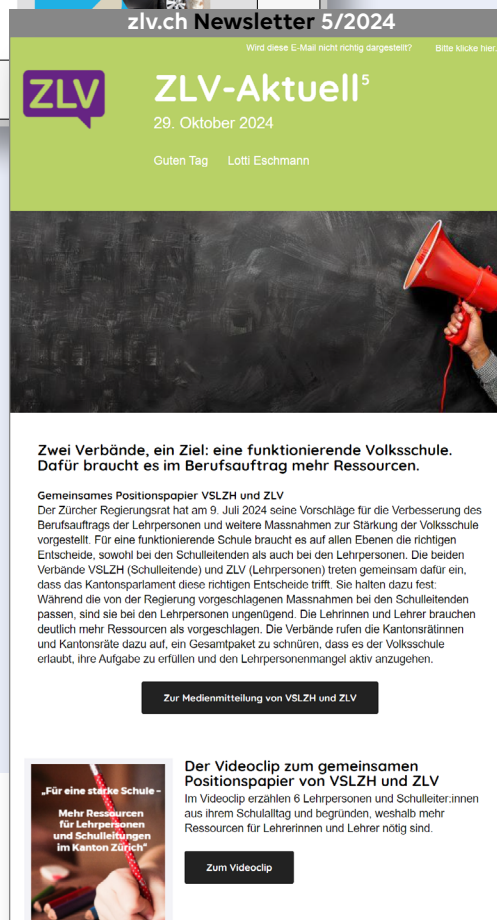 zlv.ch Newsletter 5/2024
Wird diese E-Mail nicht richtig dargestellt? Bitte klicke hier.
ZLV
ZLV-Aktuell⁵
29. Oktober 2024
Guten Tag Lotti Eschmann
Zwei Verbände, ein Ziel: eine funktionierende Volksschule.
Dafür braucht es im Berufsauftrag mehr Ressourcen.
Gemeinsames Positionspapier VSLZH und ZLV
Der Zürcher Regierungsrat hat am 9. Juli 2024 seine Vorschläge für die Verbesserung des
Berufsauftrags der Lehrpersonen und weitere Massnahmen zur Stärkung der Volksschule
vorgestellt. Für eine funktionierende Schule braucht es auf allen Ebenen die richtigen
Entscheide, sowohl bei den Schulleitenden als auch bei den Lehrpersonen. Die beiden
Verbände VSLZH (Schulleitende) und ZLV (Lehrpersonen) treten gemeinsam dafür ein,
dass das Kantonsparlament diese richtigen Entscheide trifft. Sie halten dazu fest:
Während die von der Regierung vorgeschlagenen Massnahmen bei den Schulleitenden
passen, sind sie bei den Lehrpersonen ungenügend. Die Lehrinnen und Lehrer brauchen
deutlich mehr Ressourcen als vorgeschlagen. Die Verbände rufen die Kantonsrätinnen
und Kantonsräte dazu auf, ein Gesamtpaket zu schnüren, dass es der Volksschule
erlaubt, ihre Aufgabe zu erfüllen und den Lehrpersonenmangel aktiv anzugehen.
Zur Medienmitteilung von VSLZH und ZLV
„Für eine starke Schule –
Mehr Ressourcen
für Lehrpersonen
und Schulleitungen
im Kanton Zürich“
Der Videoclip zum gemeinsamen
Positionspapier von VSLZH und ZLV
Im Videoclip erzählen 6 Lehrpersonen und Schulleiter:innen
aus ihrem Schulalltag und begründen, weshalb mehr
Ressourcen für Lehrerinnen und Lehrer nötig sind.
Zum Videoclip